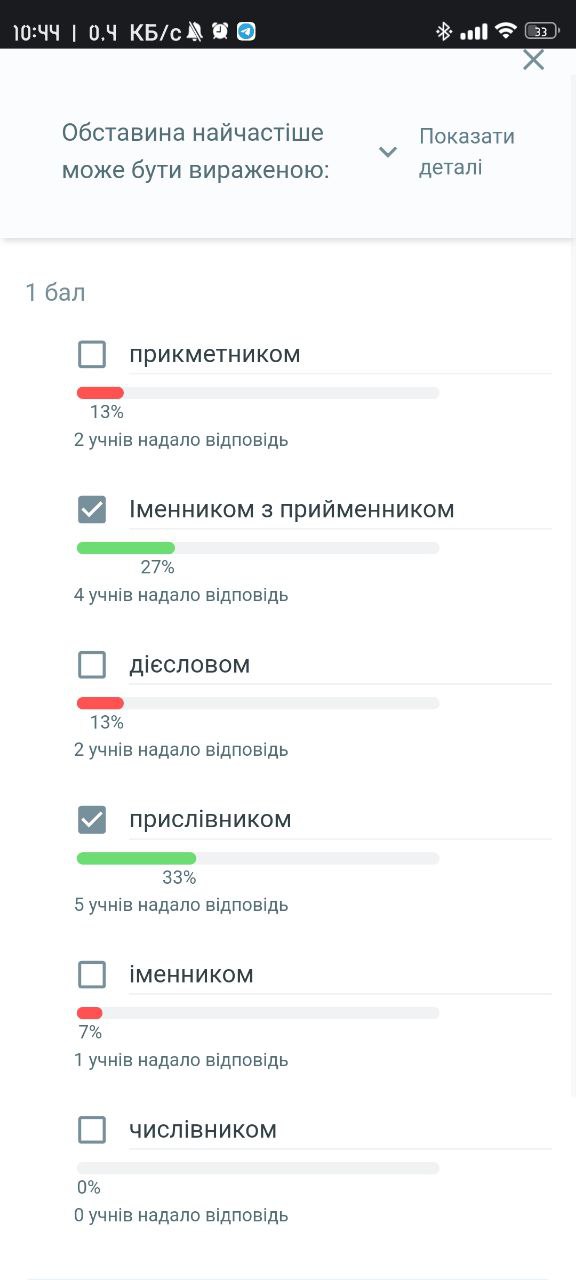 10:44 | 0.4 КБ/с
33
Обставина найчастіше
може бути вираженою:
Показати
деталі
1 бал
прикметником
13%
2 учнів надало відповідь
Іменником з прийменником
27%
4 учнів надало відповідь
дієсловом
13%
2 учнів надало відповідь
прислівником
33%
5 учнів надало відповідь
іменником
7%
1 учнів надало відповідь
числівником
0%
0 учнів надало відповідь